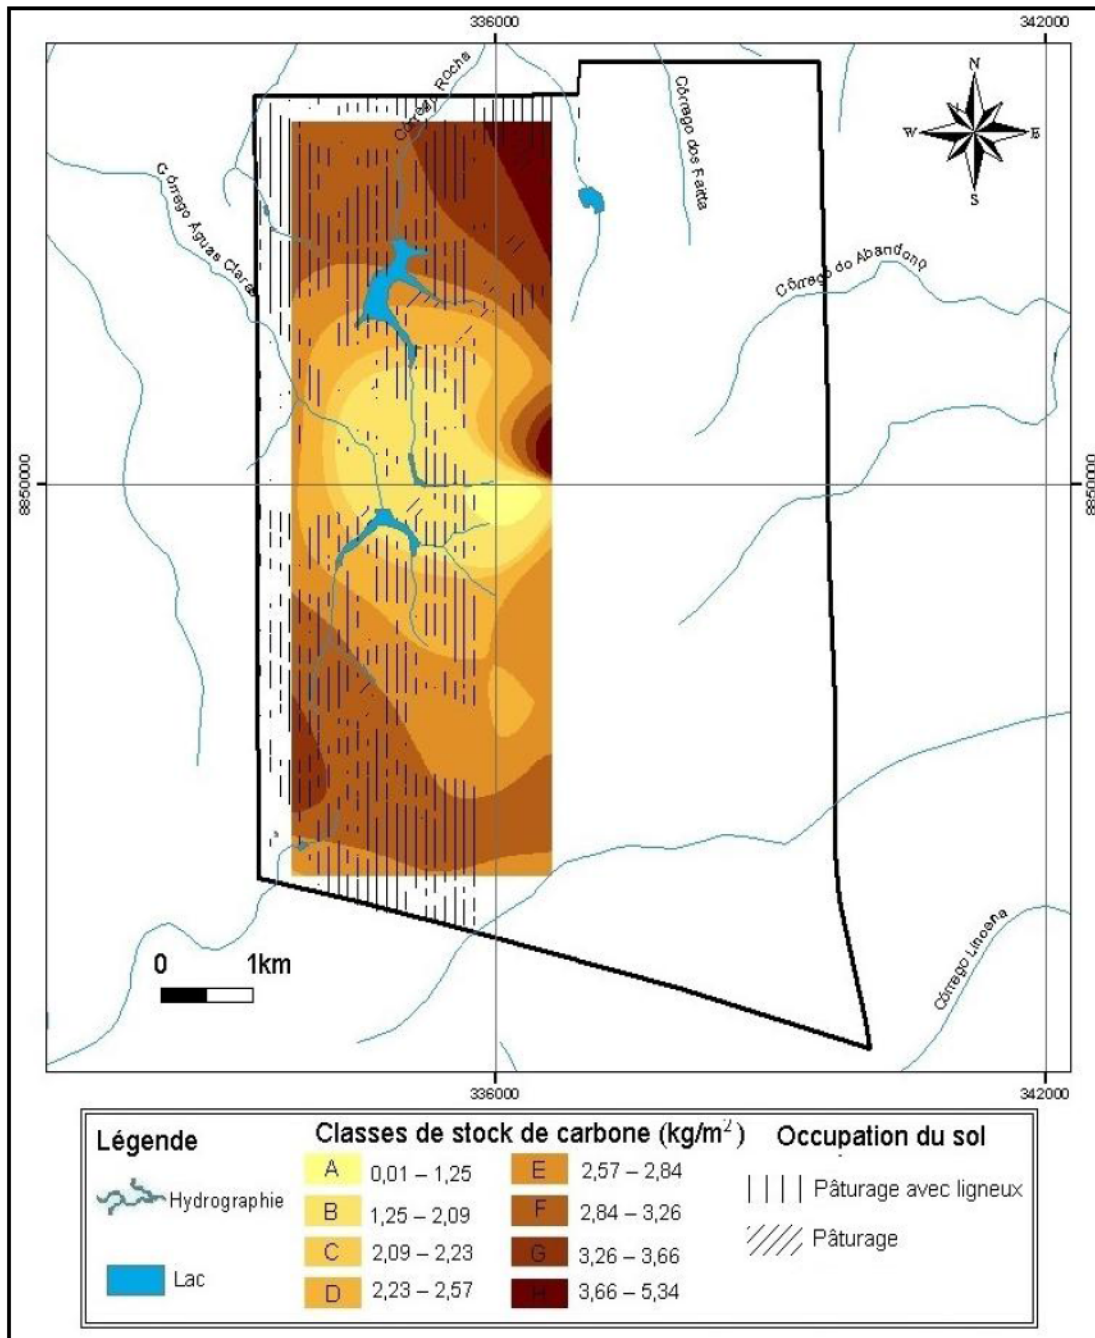 336000
342000
N
W
E
S
Córrego Rocha
Córrego dos Raitta
Córrego Águas Claras
Córrego do Abandono
8850000
8850000
0 1km
Córrego Lincena
336000
342000
Légende
Hydrographie
Lac
Classes de stock de carbone (kg/m²)
A 0,01 – 1,25
B 1,25 – 2,09
C 2,09 – 2,23
D 2,23 – 2,57
E 2,57 – 2,84
F 2,84 – 3,26
G 3,26 – 3,66
H 3,66 – 5,34
Occupation du sol
Pâturage avec ligneux
Pâturage